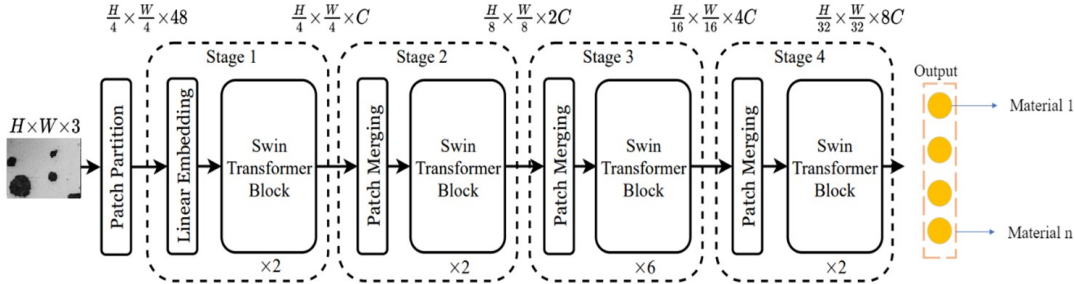 H/4 × W/4 × 48
H/4 × W/4 × C
H/8 × W/8 × 2C
H/16 × W/16 × 4C
H/32 × W/32 × 8C
Stage 1
Stage 2
Stage 3
Stage 4
Output
H×W×3
Patch Partition
Linear Embedding
Swin
Transformer
Block
×2
Patch Merging
Swin
Transformer
Block
×2
Patch Merging
Swin
Transformer
Block
×6
Patch Merging
Swin
Transformer
Block
×2
Material 1
Material n